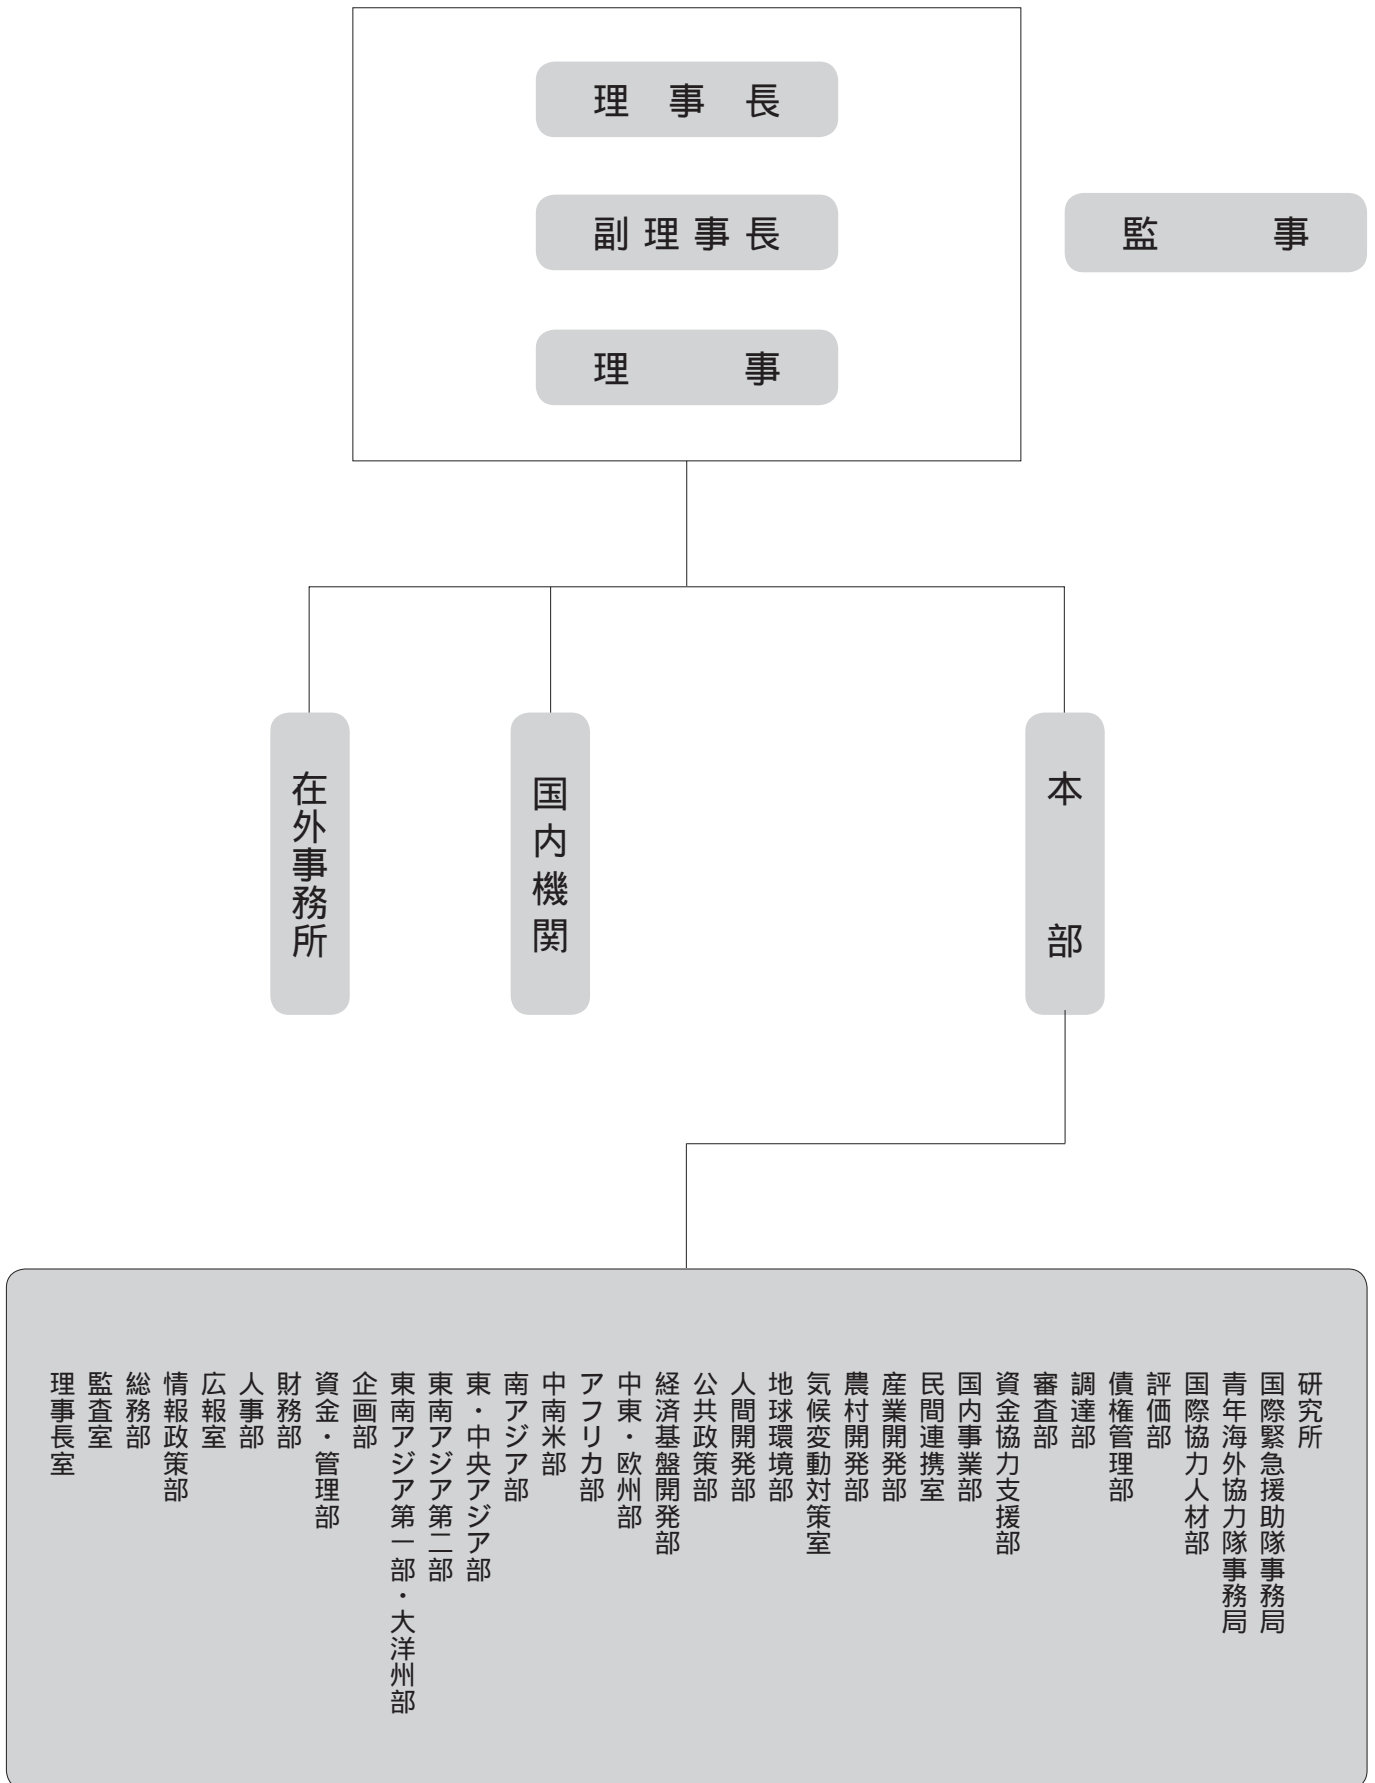 理事長
副理事長
監事
理事
在外事務所
国内機関
本部
理事長室
監査室
総務部
情報政策部
広報室
人事部
財務部
資金・管理部
企画部
東南アジア第一部・大洋州部
東南アジア第二部
東・中央アジア部
南アジア部
中南米部
アフリカ部
中東・欧州部
経済基盤開発部
公共政策部
人間開発部
地球環境部
気候変動対策室
農村開発部
産業開発部
民間連携室
国内事業部
資金協力支援部
審査部
調達部
債権管理部
評価部
国際協力人材部
青年海外協力隊事務局
国際緊急援助隊事務局
研究所